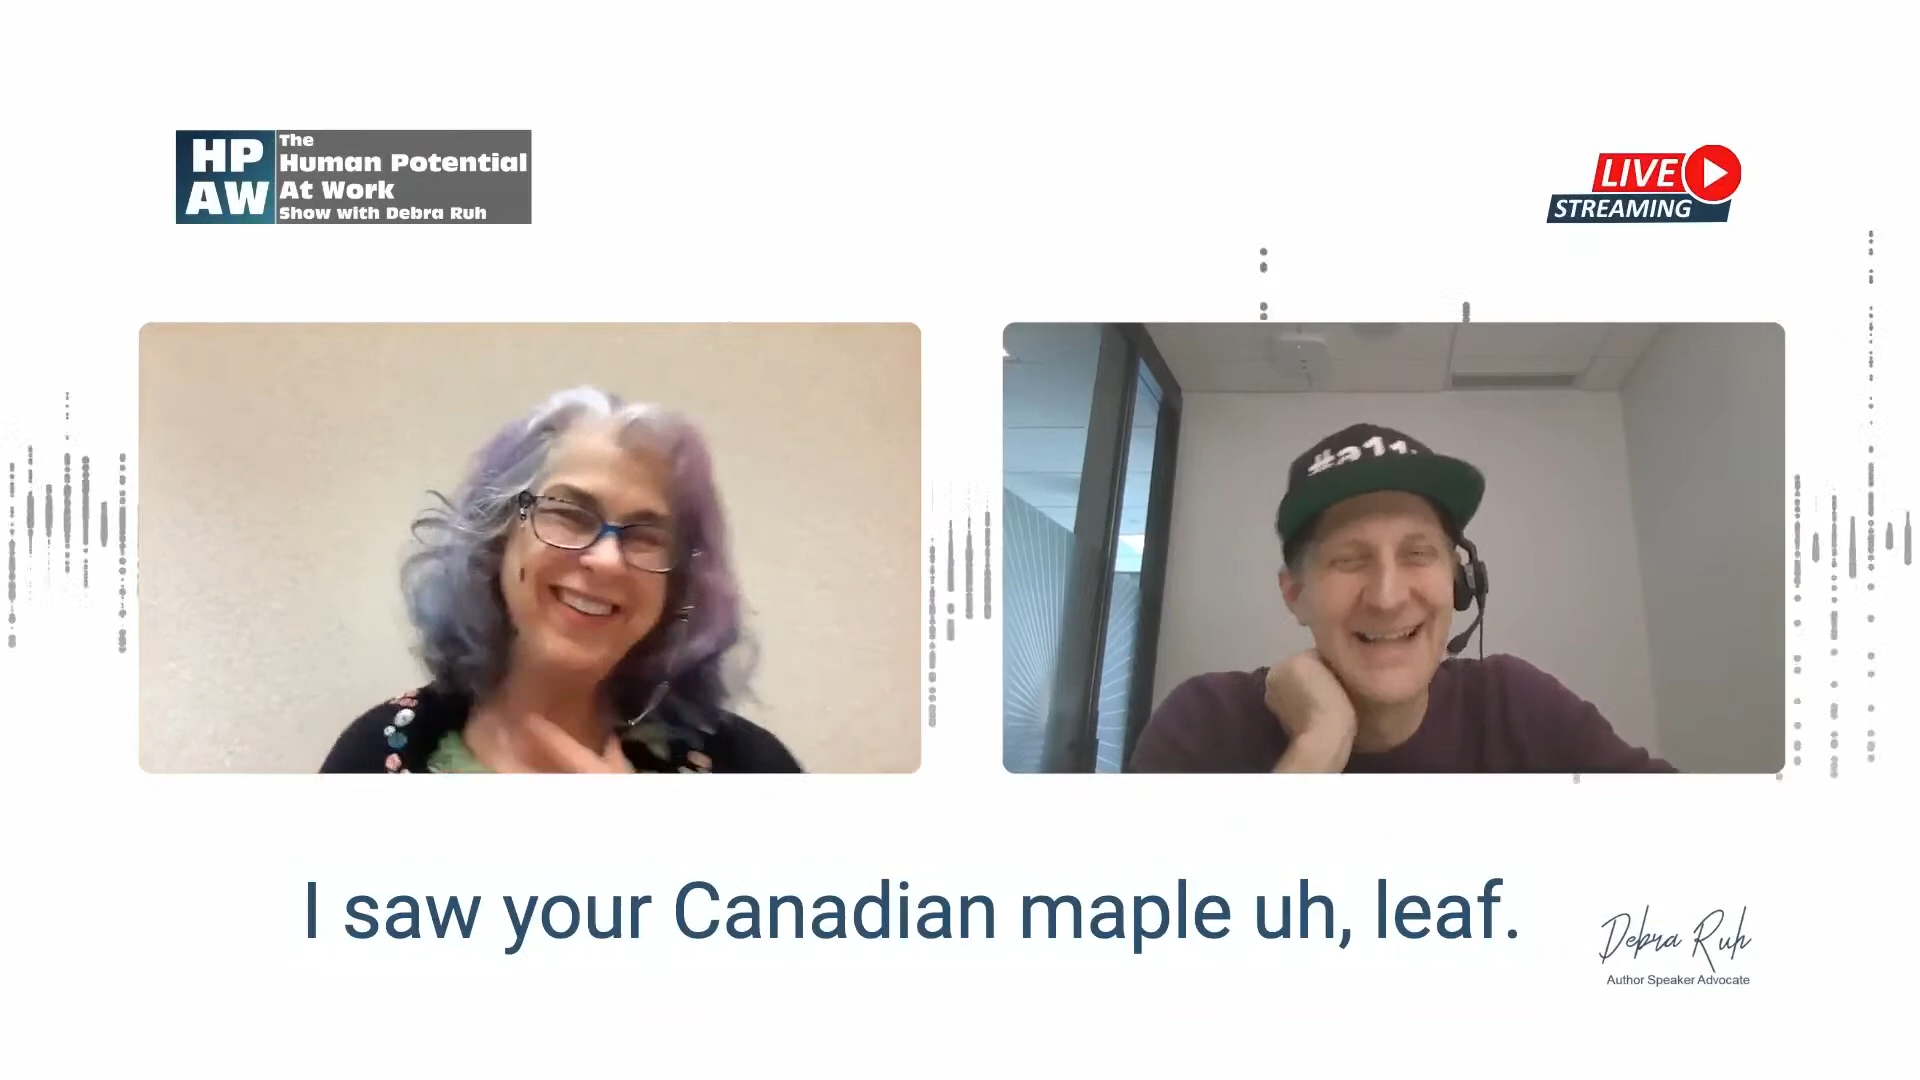 HP
AW
The
Human Potential
At Work
Show with Debra Ruh
LIVE
STREAMING
#a11
I saw your Canadian maple uh, leaf.
Debra Ruh
Author Speaker Advocate